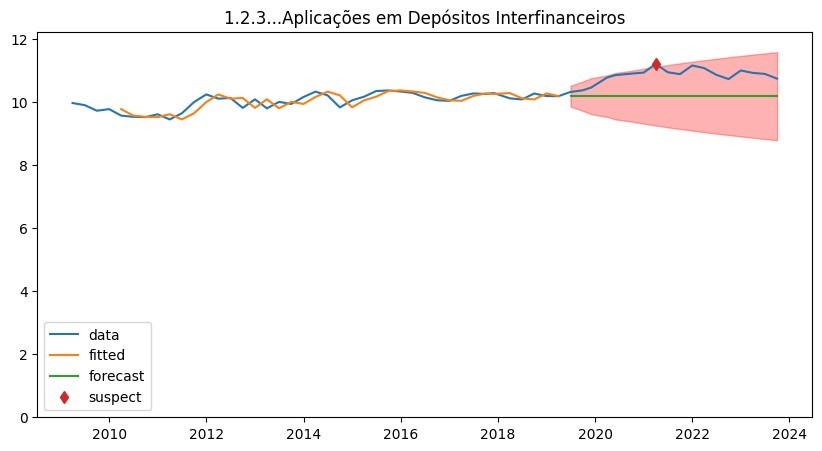 1.2.3...Aplicações em Depósitos Interfinanceiros
12
10
8
6
4
2
0
data
fitted
forecast
suspect
2010 2012 2014 2016 2018 2020 2022 2024